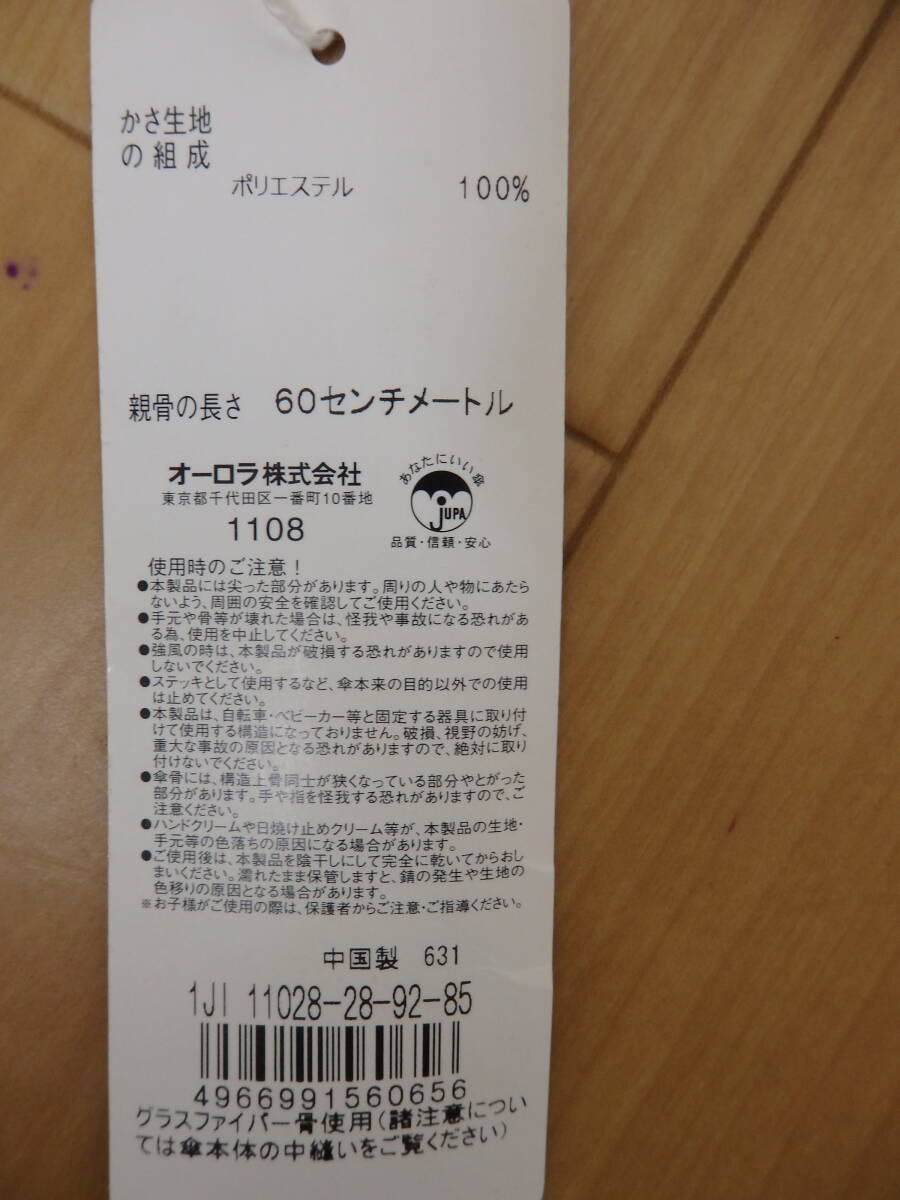 かさ生地
の組成
ポリエステル 100%
親骨の長さ 60センチメートル
オーロラ株式会社
東京都千代田区一番町10番地
1108
あなたにいい傘
JUPA
品質・信頼・安心
使用時のご注意!
●本製品には尖った部分があります。周りの人や物にあたら
ないよう、周囲の安全を確認してご使用ください。
●手元や骨等が壊れた場合は、怪我や事故になる恐れがあ
る為、使用を中止してください。
●強風の時は、本製品が破損する恐れがありますので使用
しないでください。
●ステッキとして使用するなど、傘本来の目的以外での使用
は止めてください。
●本製品は、自転車・ベビーカー等と固定する器具に取り付
けて使用する構造になっておりません。破損、視野の妨げ、
重大な事故の原因となる恐れがありますので、絶対に取り
付けないでください。
●傘骨には、構造上骨同士が狭くなっている部分やとがった
部分があります。手や指を怪我する恐れがありますので、ご
注意ください。
●ハンドクリームや日焼け止めクリーム等が、本製品の生地・
手元等の色落ちの原因になる場合があります。
●ご使用後は、本製品を陰干しにして完全に乾いてからおし
まいください。濡れたまま保管しますと、錆の発生や生地の
色移りの原因となる場合があります。
※お子様がご使用の際は、保護者からご注意・ご指導ください。
中国製 631
1JI 11028-28-92-85
4966991560656
グラスファイバー骨使用(諸注意につい
ては傘本体の中縫いをご覧ください)